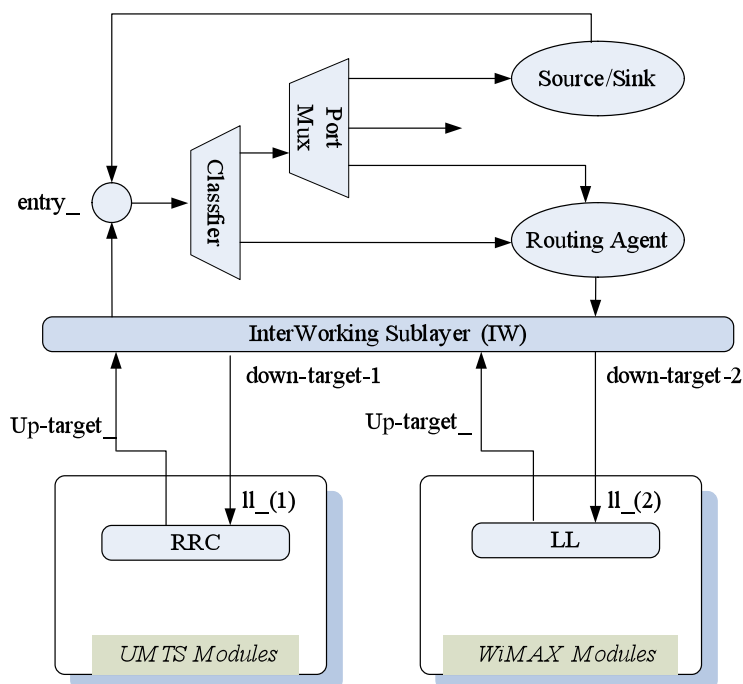 Source/Sink
Port
Mux
Classfier
entry_
Routing Agent
InterWorking Sublayer (IW)
down-target-1
down-target-2
Up-target_
Up-target_
ll_(1)
ll_(2)
RRC
LL
UMTS Modules
WiMAX Modules